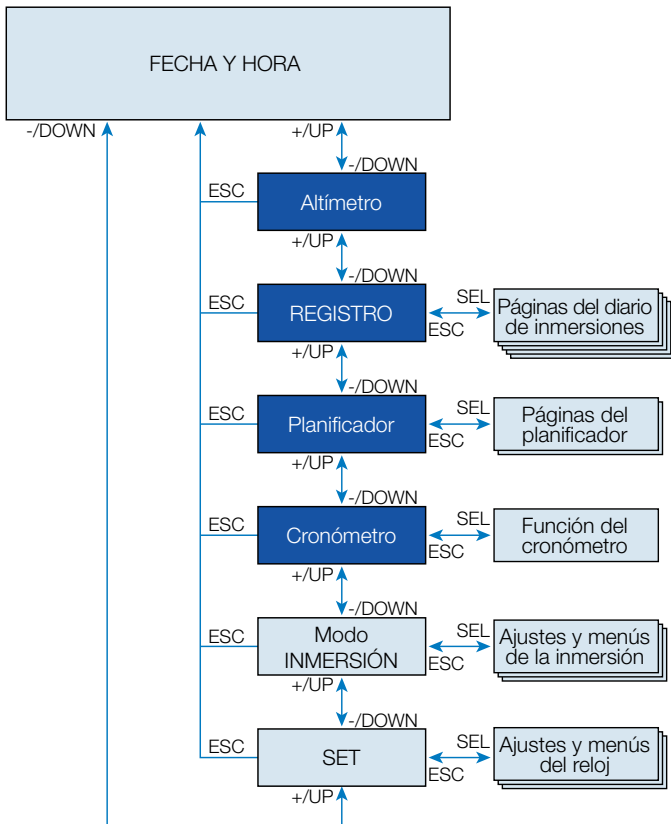 FECHA Y HORA
-/DOWN
+/UP
-/DOWN
ESC
Altímetro
+/UP
-/DOWN
ESC
REGISTRO
SEL
ESC
Páginas del diario
de inmersiones
+/UP
-/DOWN
ESC
Planificador
SEL
ESC
Páginas del
planificador
+/UP
-/DOWN
ESC
Cronómetro
SEL
ESC
Función del
cronómetro
+/UP
-/DOWN
ESC
Modo
INMERSIÓN
SEL
ESC
Ajustes y menús
de la inmersión
+/UP
-/DOWN
ESC
SET
SEL
ESC
Ajustes y menús
del reloj
+/UP